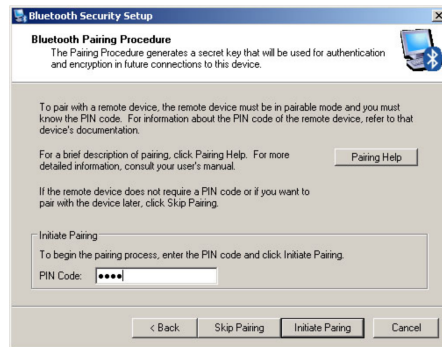 Bluetooth Security Setup
Bluetooth Pairing Procedure
The Pairing Procedure generates a secret key that will be used for authentication
and encryption in future connections to this device.
To pair with a remote device, the remote device must be in pairable mode and you must
know the PIN code. For information about the PIN code of the remote device, refer to that
device's documentation.
For a brief description of pairing, click Pairing Help. For more
detailed information, consult your user's manual.
Pairing Help
If the remote device does not require a PIN code or if you want to
pair with the device later, click Skip Pairing.
Initiate Pairing
To begin the pairing process, enter the PIN code and click Initiate Pairing.
PIN Code: ●●●●
< Back Skip Pairing Initiate Paring Cancel